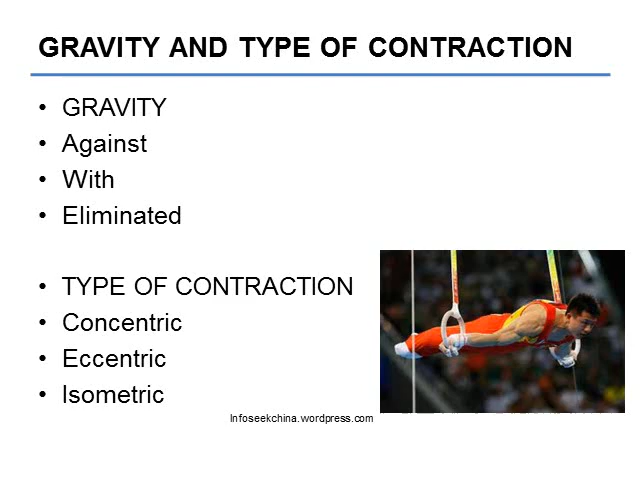 GRAVITY AND TYPE OF CONTRACTION
• GRAVITY
• Against
• With
• Eliminated
• TYPE OF CONTRACTION
• Concentric
• Eccentric
• Isometric
Infoseekchina.wordpress.com